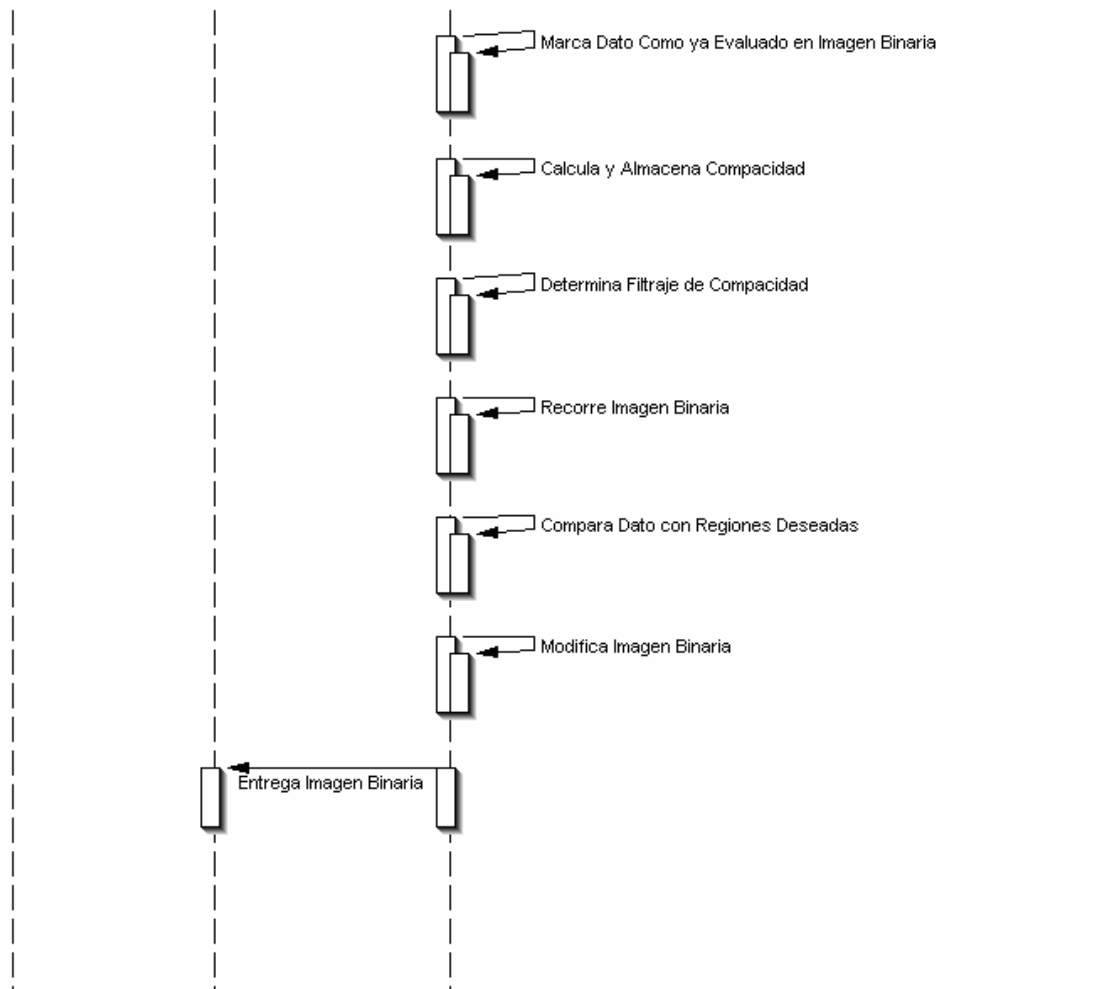 Marca Dato Como ya Evaluado en Imagen Binaria
Calcula y Almacena Compacidad
Determina Filtraje de Compacidad
Recorre Imagen Binaria
Compara Dato con Regiones Deseadas
Modifica Imagen Binaria
Entrega Imagen Binaria